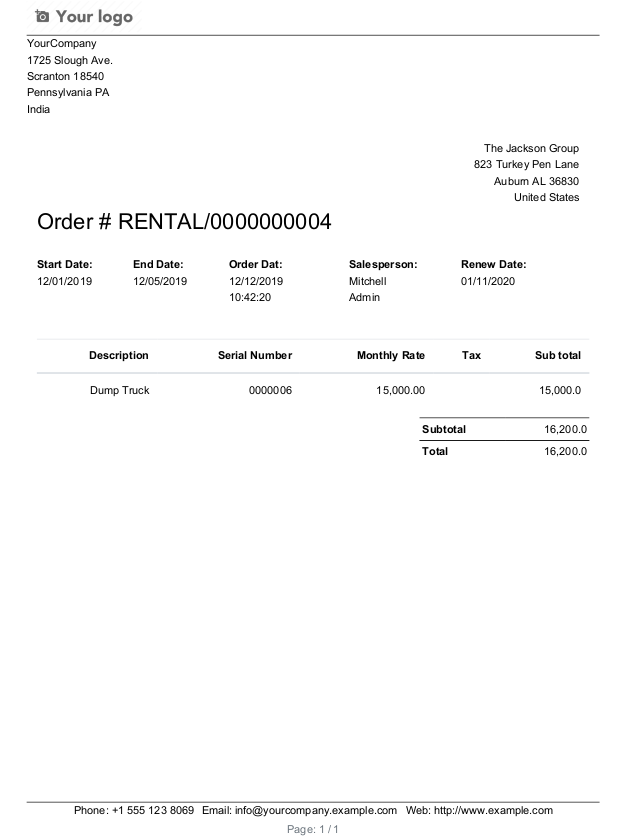 Your logo
YourCompany
1725 Slough Ave.
Scranton 18540
Pennsylvania PA
India
The Jackson Group
823 Turkey Pen Lane
Auburn AL 36830
United States
Order # RENTAL/0000000004
Start Date: End Date: Order Dat: Salesperson: Renew Date:
12/01/2019 12/05/2019 12/12/2019 Mitchell 01/11/2020
10:42:20 Admin
Description Serial Number Monthly Rate Tax Sub total
Dump Truck 0000006 15,000.00 15,000.0
Subtotal 16,200.0
Total 16,200.0
Phone: +1 555 123 8069 Email: info@yourcompany.example.com Web: http://www.example.com
Page: 1 / 1